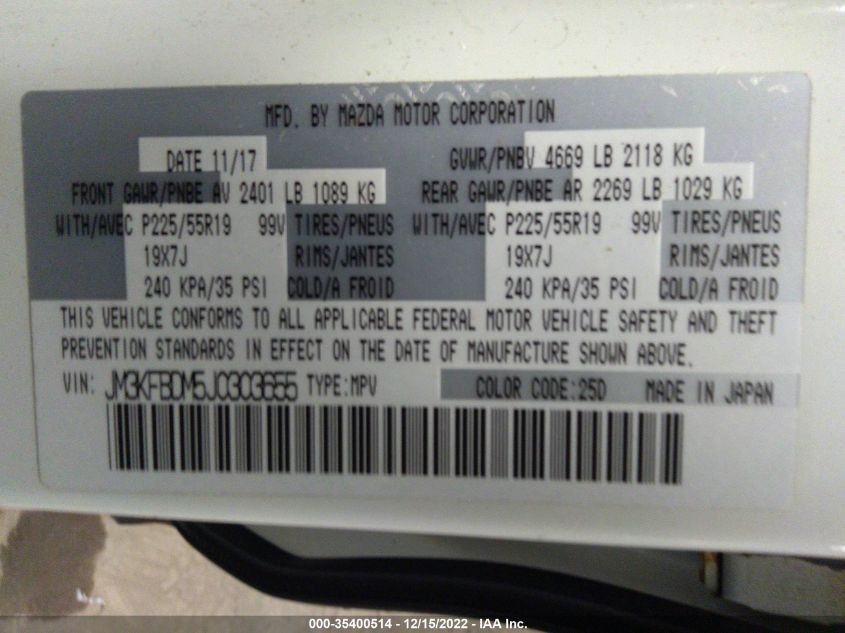 MFD. BY MAZDA MOTOR CORPORATION
DATE 11/17 GVWR/PNBV 4669 LB 2118 KG
FRONT GAWR/PNBE AV 2401 LB 1089 KG REAR GAWR/PNBE AR 2269 LB 1029 KG
WITH/AVEC P225/55R19 99V TIRES/PNEUS WITH/AVEC P225/55R19 99V TIRES/PNEUS
19X7J RIMS/JANTES 19X7J RIMS/JANTES
240 KPA/35 PSI COLD/A FROID 240 KPA/35 PSI COLD/A FROID
THIS VEHICLE CONFORMS TO ALL APPLICABLE FEDERAL MOTOR VEHICLE SAFETY AND THEFT
PREVENTION STANDARDS IN EFFECT ON THE DATE OF MANUFACTURE SHOWN ABOVE.
VIN: JM3KFBDM5J0303655 TYPE:MPV COLOR CODE:25D MADE IN JAPAN
000-35400514 - 12/15/2022 - IAA Inc.